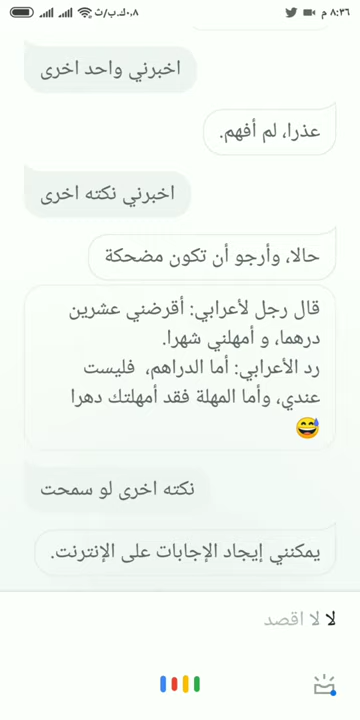 ٨:٣٦ م ٠,٨ك.ب/ث
اخبرني واحد اخرى
عذرا، لم أفهم.
اخبرني نكته اخرى
حالا، وأرجو أن تكون مضحكة
قال رجل لأعرابي: أقرضني عشرين
درهما، و أمهلني شهرا.
رد الأعرابي: أما الدراهم، فليست
عندي، وأما المهلة فقد أمهلتك دهرا
😅
نكته اخرى لو سمحت
يمكنني إيجاد الإجابات على الإنترنت.
لا لا اقصد